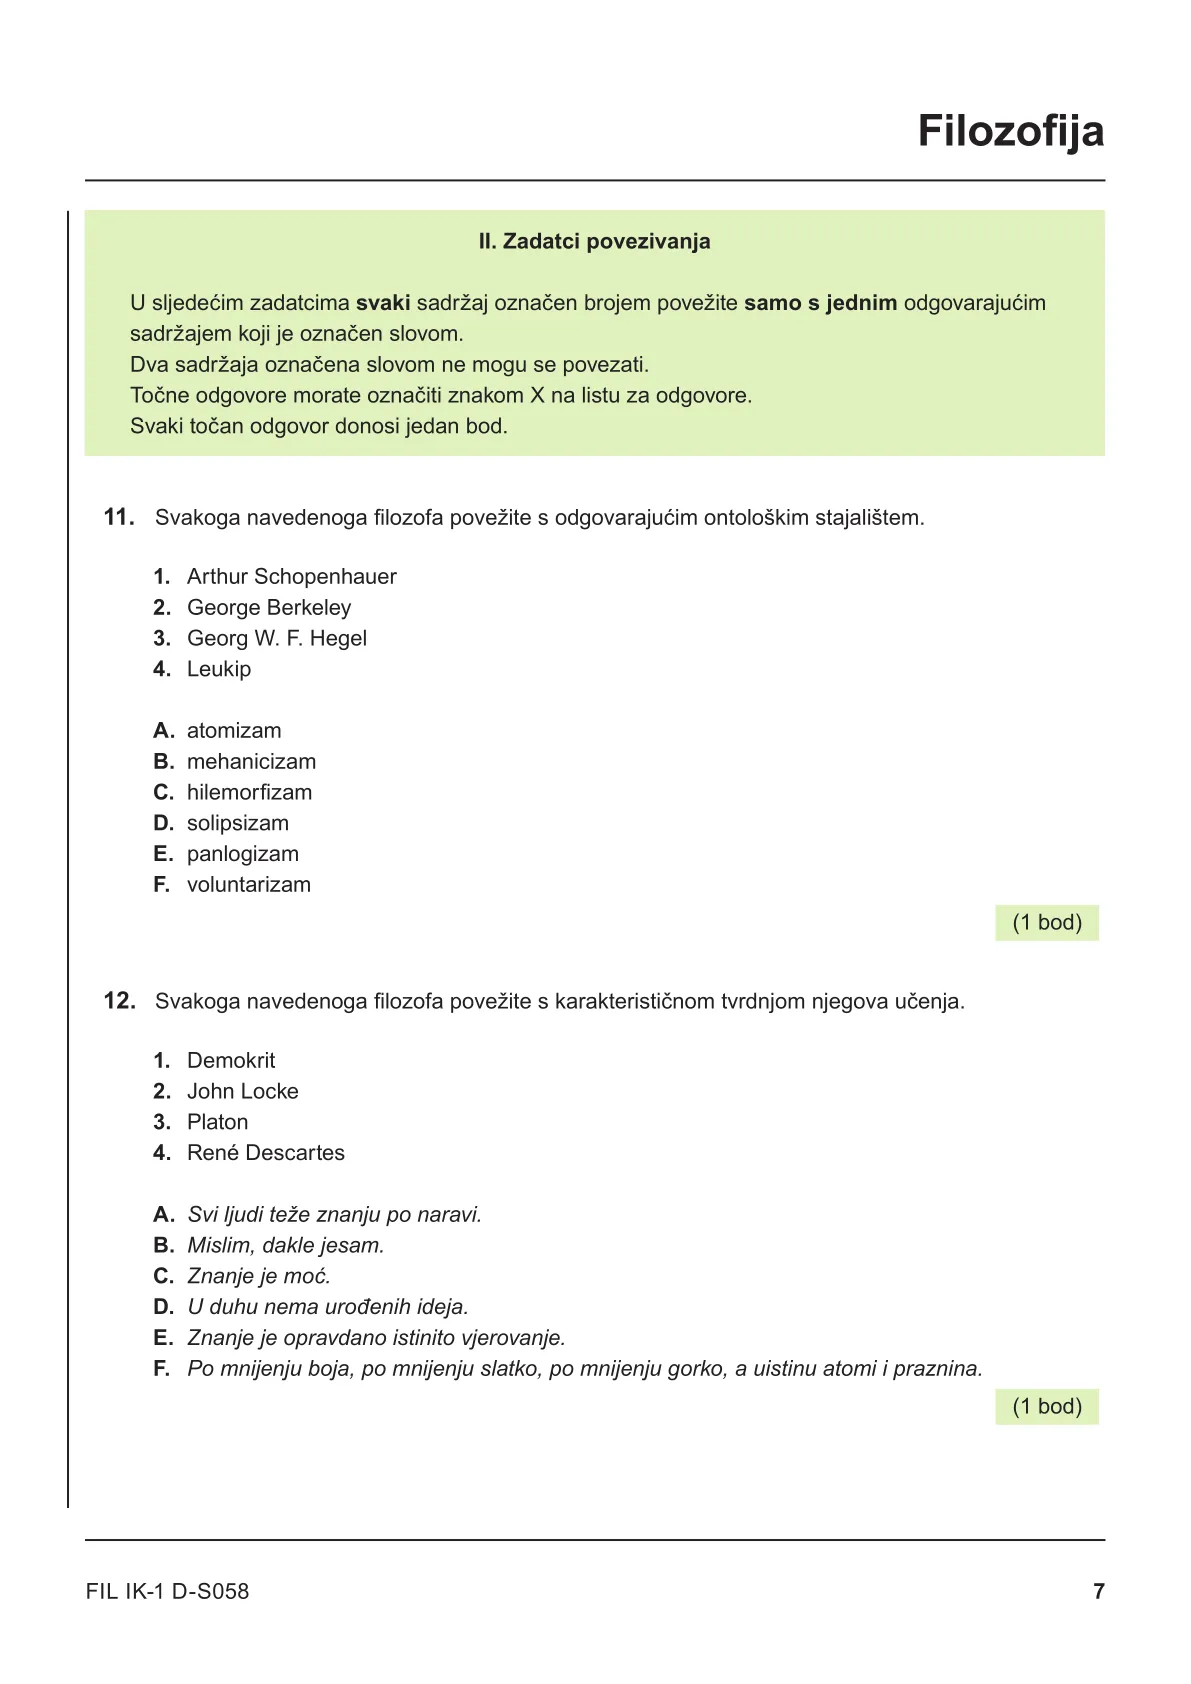 Filozofija
II. Zadatci povezivanja
U sljedećim zadatcima svaki sadržaj označen brojem povežite samo s jednim odgovarajućim
sadržajem koji je označen slovom.
Dva sadržaja označena slovom ne mogu se povezati.
Točne odgovore morate označiti znakom X na listu za odgovore.
Svaki točan odgovor donosi jedan bod.
11. Svakoga navedenoga filozofa povežite s odgovarajućim ontološkim stajalištem.
1. Arthur Schopenhauer
2. George Berkeley
3. Georg W. F. Hegel
4. Leukip
A. atomizam
B. mehanicizam
C. hilemorfizam
D. solipsizam
E. panlogizam
F. voluntarizam
(1 bod)
12. Svakoga navedenoga filozofa povežite s karakterističnom tvrdnjom njegova učenja.
1. Demokrit
2. John Locke
3. Platon
4. René Descartes
A. Svi ljudi teže znanju po naravi.
B. Mislim, dakle jesam.
C. Znanje je moć.
D. U duhu nema urođenih ideja.
E. Znanje je opravdano istinito vjerovanje.
F. Po mnijenju boja, po mnijenju slatko, po mnijenju gorko, a uistinu atomi i praznina.
(1 bod)
FIL IK-1 D-S058
7